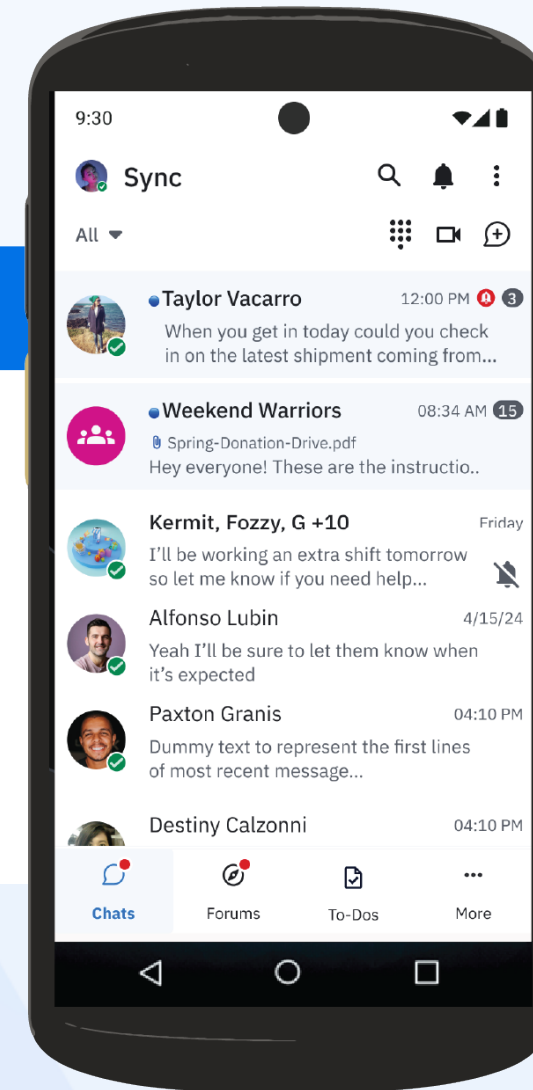 9:30
Sync
All
Taylor Vacarro
12:00 PM
3
When you get in today could you check
in on the latest shipment coming from...
Weekend Warriors
08:34 AM
15
Spring-Donation-Drive.pdf
Hey everyone! These are the instructio..
Kermit, Fozzy, G +10
Friday
I'll be working an extra shift tomorrow
so let me know if you need help...
Alfonso Lubin
4/15/24
Yeah I'll be sure to let them know when
it's expected
Paxton Granis
04:10 PM
Dummy text to represent the first lines
of most recent message...
Destiny Calzonni
04:10 PM
Chats
Forums
To-Dos
More